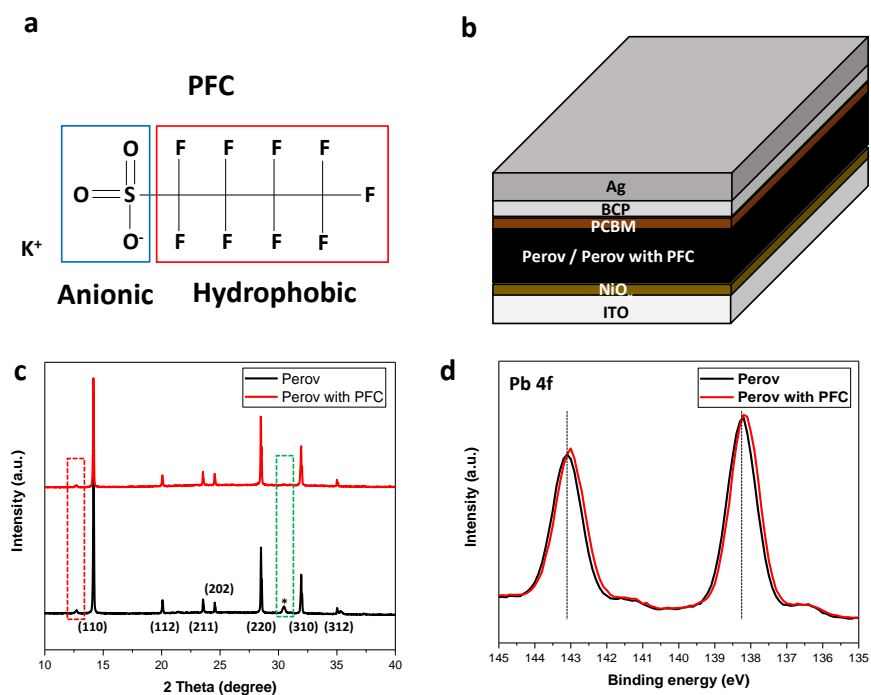 a
PFC
O F F F F
O S F
O- F F F F
K+
Anionic Hydrophobic
b
Ag
BCP
PCBM
Perov / Perov with PFC
NiOx
ITO
c
Perov
Perov with PFC
Intensity (a.u.)
(202)
*
(110) (112) (211) (220) (310) (312)
10 15 20 25 30 35 40
2 Theta (degree)
d
Pb 4f
Perov
Perov with PFC
Intensity (a.u.)
145 144 143 142 141 140 139 138 137 136 135
Binding energy (eV)